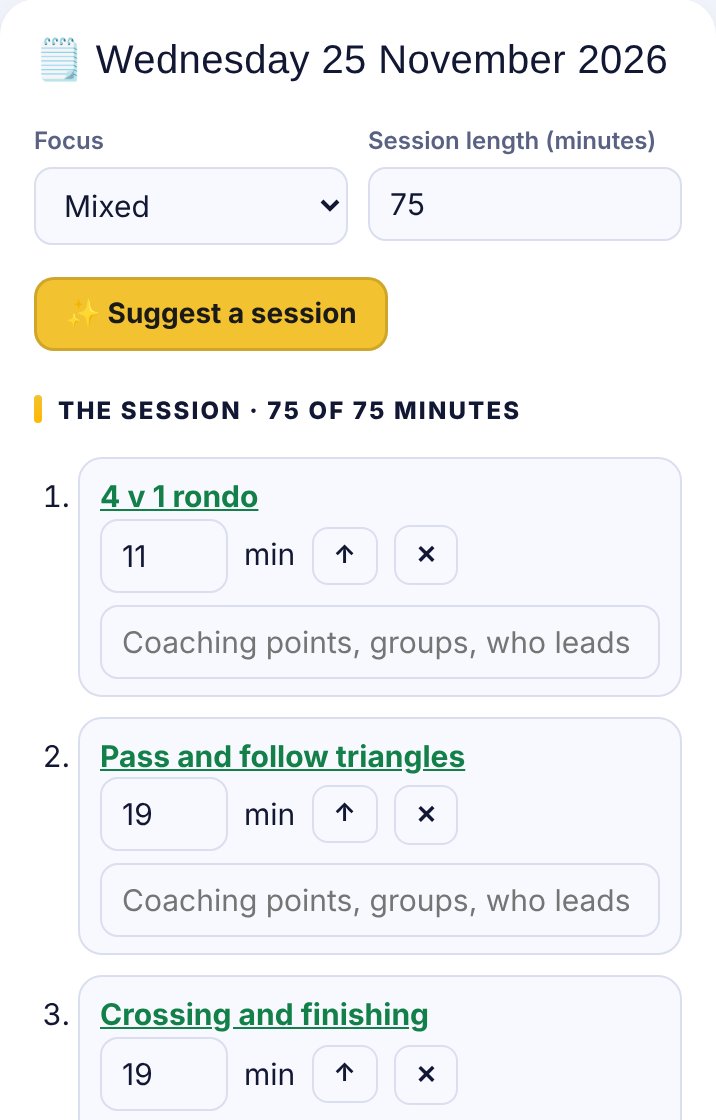 🗒️ Wednesday 25 November 2026
Focus Session length (minutes)
Mixed 75
✨ Suggest a session
THE SESSION · 75 OF 75 MINUTES
1. 4 v 1 rondo
11 min ↑ ×
Coaching points, groups, who leads
2. Pass and follow triangles
19 min ↑ ×
Coaching points, groups, who leads
3. Crossing and finishing
19 min ↑ ×